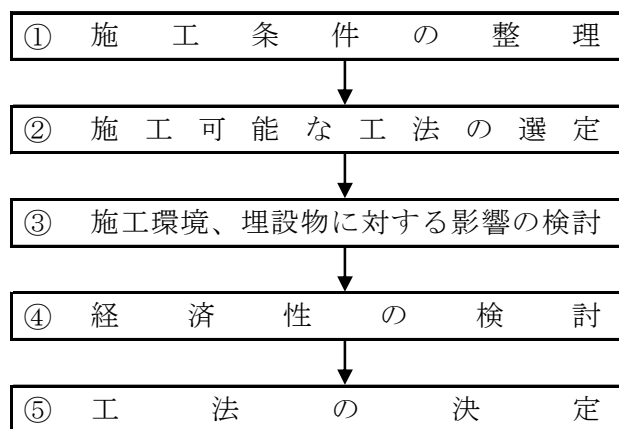 ① 施工条件の整理
② 施工可能な工法の選定
③ 施工環境、埋設物に対する影響の検討
④ 経済性の検討
⑤ 工法の決定